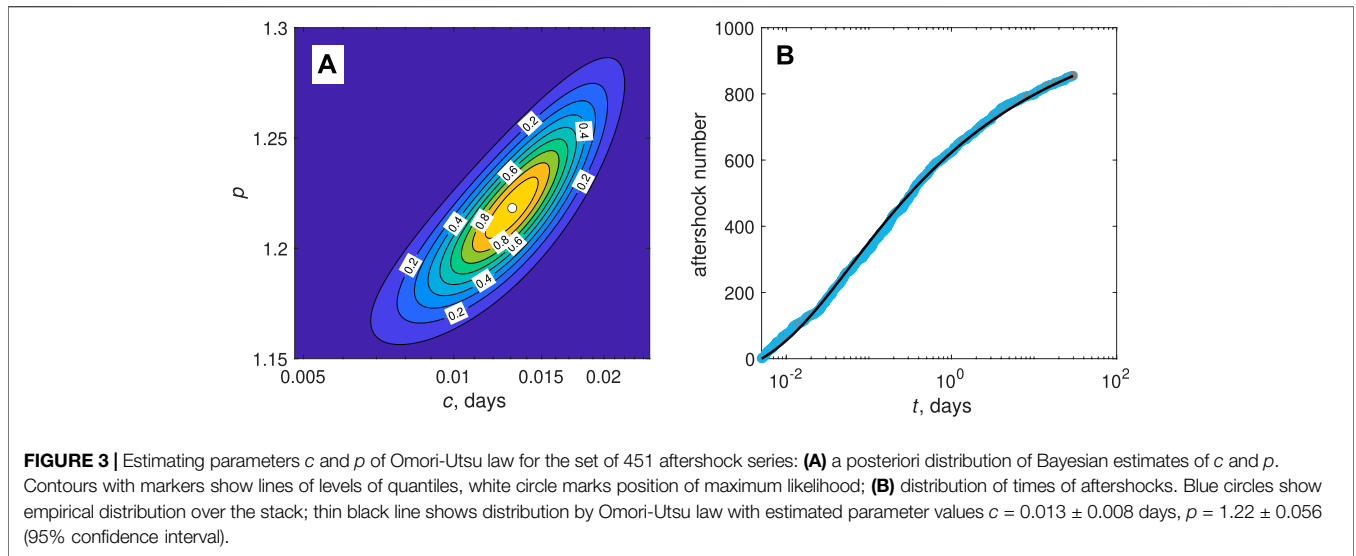 A
1.3
1.25
1.2
1.15
p
0.2
0.4
0.6
0.2
0.4
0.8
0.2
0.8
0.6
0.4
0.2
0.005
0.01
0.015
0.02
c, days
B
1000
800
600
400
200
0
aftershock number
10-2
100
102
t, days
FIGURE 3 | Estimating parameters c and p of Omori-Utsu law for the set of 451 aftershock series: (A) a posteriori distribution of Bayesian estimates of c and p.
Contours with markers show lines of levels of quantiles, white circle marks position of maximum likelihood; (B) distribution of times of aftershocks. Blue circles show
empirical distribution over the stack; thin black line shows distribution by Omori-Utsu law with estimated parameter values c = 0.013 ± 0.008 days, p = 1.22 ± 0.056
(95% confidence interval).